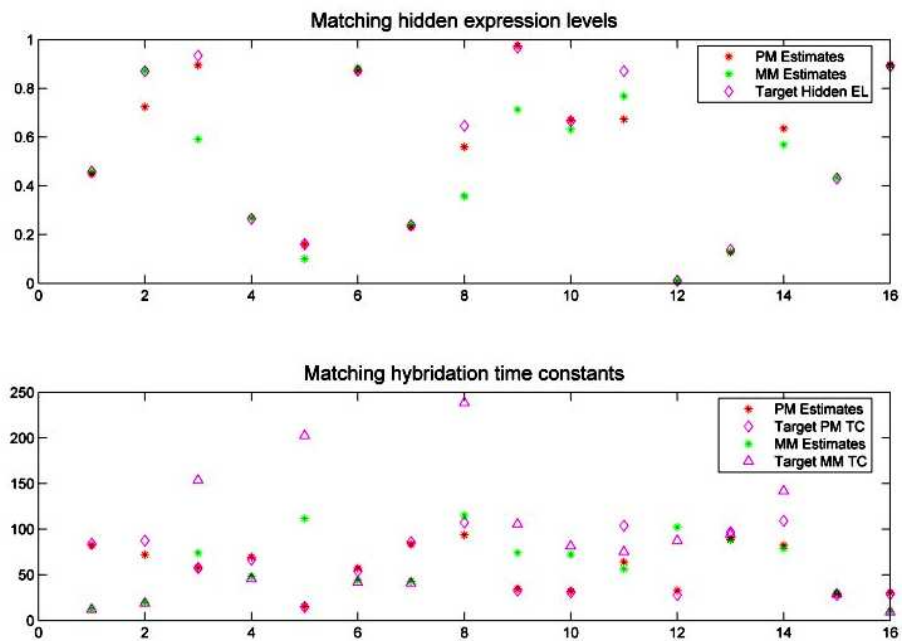 Matching hidden expression levels
1
0.8
0.6
0.4
0.2
0
PM Estimates
MM Estimates
Target Hidden EL
0 2 4 6 8 10 12 14 16
Matching hybridation time constants
250
200
150
100
50
0
PM Estimates
Target PM TC
MM Estimates
Target MM TC
0 2 4 6 8 10 12 14 16